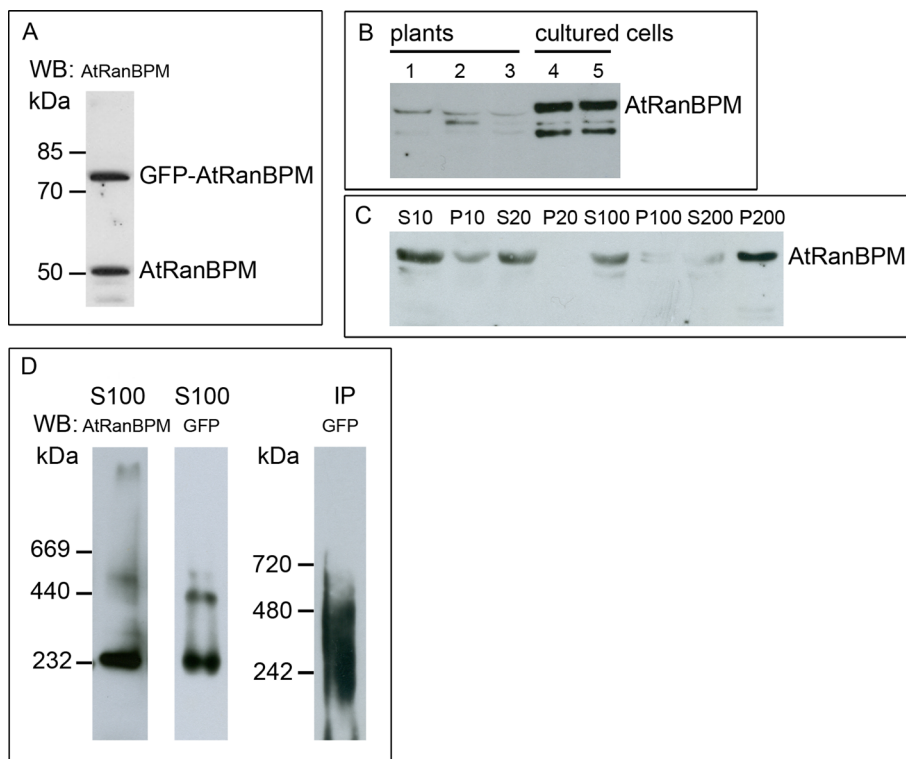 A
WB: AtRanBPM
kDa
85
GFP-AtRanBPM
70
50
AtRanBPM
B
plants cultured cells
1 2 3 4 5
AtRanBPM
C
S10 P10 S20 P20 S100 P100 S200 P200
AtRanBPM
D
S100 S100 IP
WB: AtRanBPM GFP GFP
kDa kDa
669
720
440
480
232
242